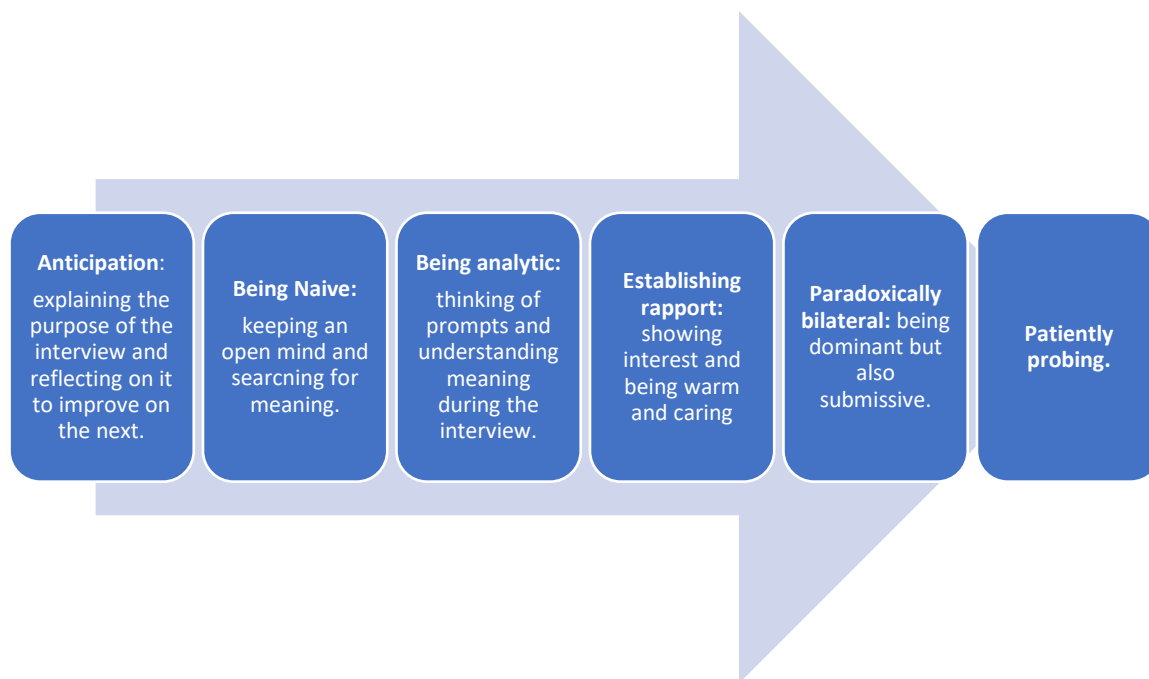 Anticipation:
explaining the
purpose of the
interview and
reflecting on it
to improve on
the next.
Being Naive:
keeping an
open mind and
searcning for
meaning.
Being analytic:
thinking of
prompts and
understanding
meaning
during the
interview.
Establishing
rapport:
showing
interest and
being warm
and caring
Paradoxically
bilateral: being
dominant but
also
submissive.
Patiently
probing.